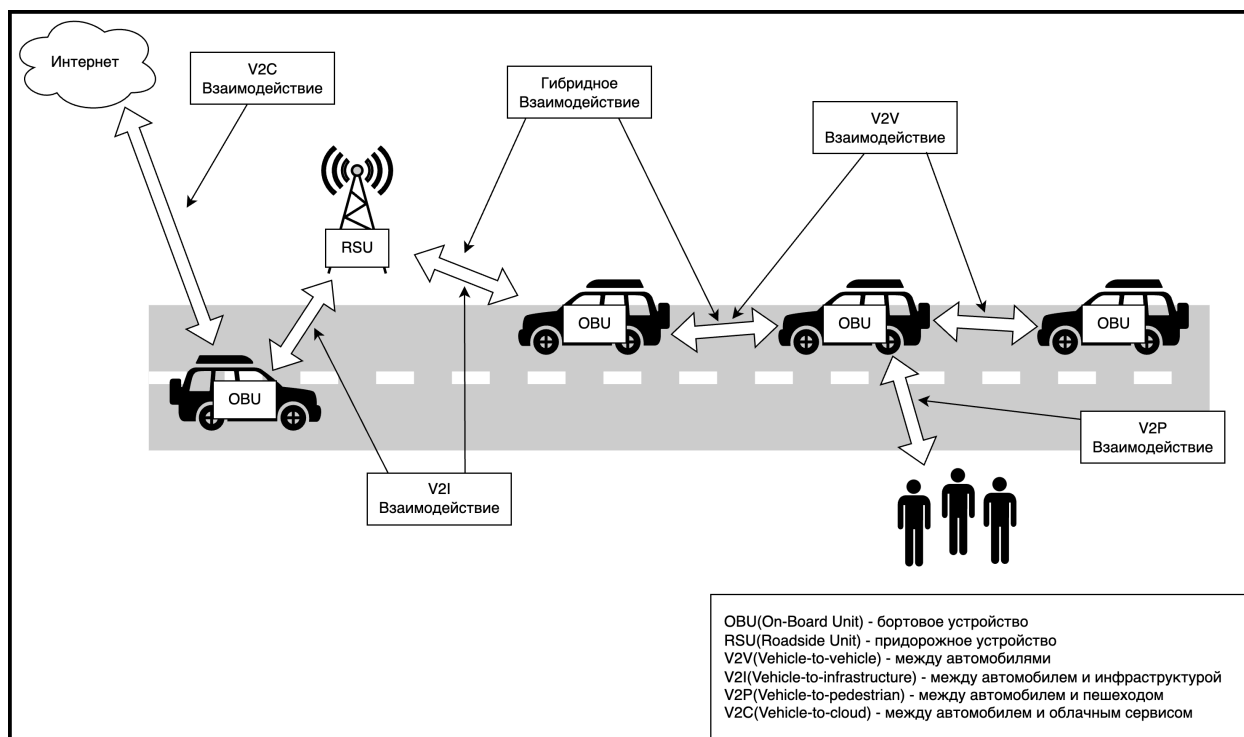 Интернет
V2C
Взаимодействие
Гибридное
Взаимодействие
V2V
Взаимодействие
RSU
OBU
OBU
OBU
OBU
V2P
Взаимодействие
V2I
Взаимодействие
OBU(On-Board Unit) - бортовое устройство
RSU(Roadside Unit) - придорожное устройство
V2V(Vehicle-to-vehicle) - между автомобилями
V2I(Vehicle-to-infrastructure) - между автомобилем и инфраструктурой
V2P(Vehicle-to-pedestrian) - между автомобилем и пешеходом
V2C(Vehicle-to-cloud) - между автомобилем и облачным сервисом